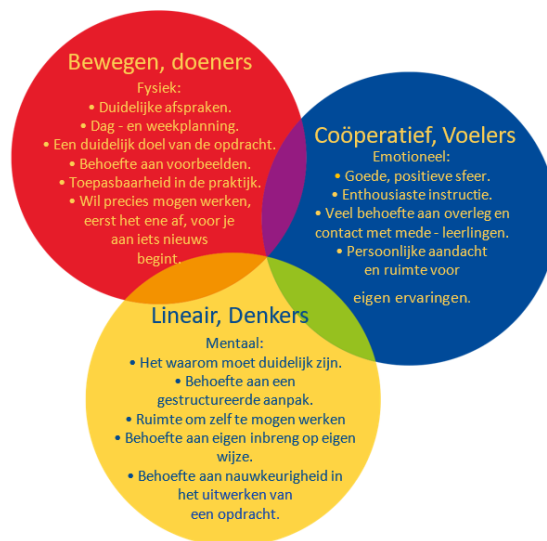 Bewegen, doeners
Fysiek:
• Duidelijke afspraken.
• Dag - en weekplanning.
• Een duidelijk doel van de opdracht.
• Behoefte aan voorbeelden.
• Toepasbaarheid in de praktijk.
• Wil precies mogen werken,
eerst het ene af, voor je
aan iets nieuws
begint.
Coöperatief, Voelers
Emotioneel:
• Goede, positieve sfeer.
• Enthousiaste instructie.
• Veel behoefte aan overleg en
contact met mede - leerlingen.
• Persoonlijke aandacht
en ruimte voor
eigen ervaringen.
Lineair, Denkers
Mentaal:
• Het waarom moet duidelijk zijn.
• Behoefte aan een
gestructureerde aanpak.
• Ruimte om zelf te mogen werken
• Behoefte aan eigen inbreng op eigen
wijze.
• Behoefte aan nauwkeurigheid in
het uitwerken van
een opdracht.